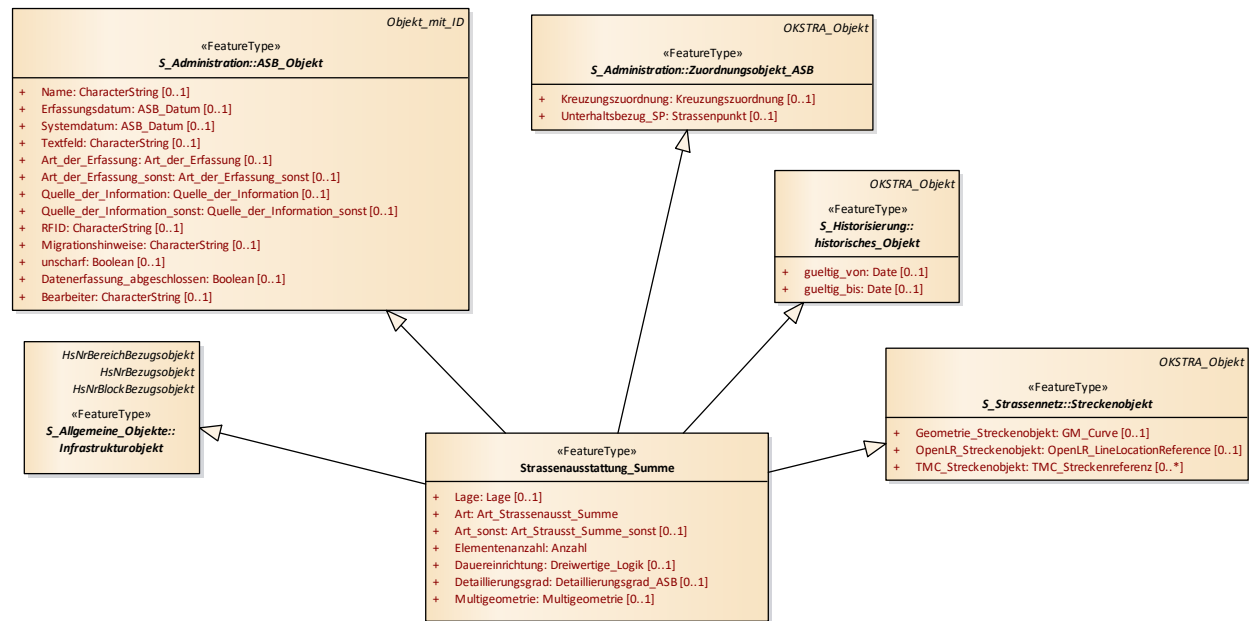 Objekt_mit_ID
«FeatureType»
S_Administration::ASB_Objekt
+ Name: CharacterString [0..1]
+ Erfassungsdatum: ASB_Datum [0..1]
+ Systemdatum: ASB_Datum [0..1]
+ Textfeld: CharacterString [0..1]
+ Art_der_Erfassung: Art_der_Erfassung [0..1]
+ Art_der_Erfassung_sonst: Art_der_Erfassung_sonst [0..1]
+ Quelle_der_Information: Quelle_der_Information [0..1]
+ Quelle_der_Information_sonst: Quelle_der_Information_sonst [0..1]
+ RFID: CharacterString [0..1]
+ Migrationshinweise: CharacterString [0..1]
+ unscharf: Boolean [0..1]
+ Datenerfassung_abgeschlossen: Boolean [0..1]
+ Bearbeiter: CharacterString [0..1]
OKSTRA_Objekt
«FeatureType»
S_Administration::Zuordnungsobjekt_ASB
+ Kreuzungszuordnung: Kreuzungszuordnung [0..1]
+ Unterhaltsbezug_SP: Strassenpunkt [0..1]
OKSTRA_Objekt
«FeatureType»
S_Historisierung::
historisches_Objekt
+ gueltig_von: Date [0..1]
+ gueltig_bis: Date [0..1]
HsNrBereichBezugsobjekt
HsNrBezugsobjekt
HsNrBlockBezugsobjekt
«FeatureType»
S_Allgemeine_Objekte::
Infrastrukturobjekt
OKSTRA_Objekt
«FeatureType»
S_Strassennetz::Streckenobjekt
+ Geometrie_Streckenobjekt: GM_Curve [0..1]
+ OpenLR_Streckenobjekt: OpenLR_LineLocationReference [0..1]
+ TMC_Streckenobjekt: TMC_Streckenreferenz [0..*]
«FeatureType»
Strassenausstattung_Summe
+ Lage: Lage [0..1]
+ Art: Art_Strassenausst_Summe
+ Art_sonst: Art_Strausst_Summe_sonst [0..1]
+ Elementenanzahl: Anzahl
+ Dauereinrichtung: Dreiwertige_Logik [0..1]
+ Detaillierungsgrad: Detaillierungsgrad_ASB [0..1]
+ Multigeometrie: Multigeometrie [0..1]